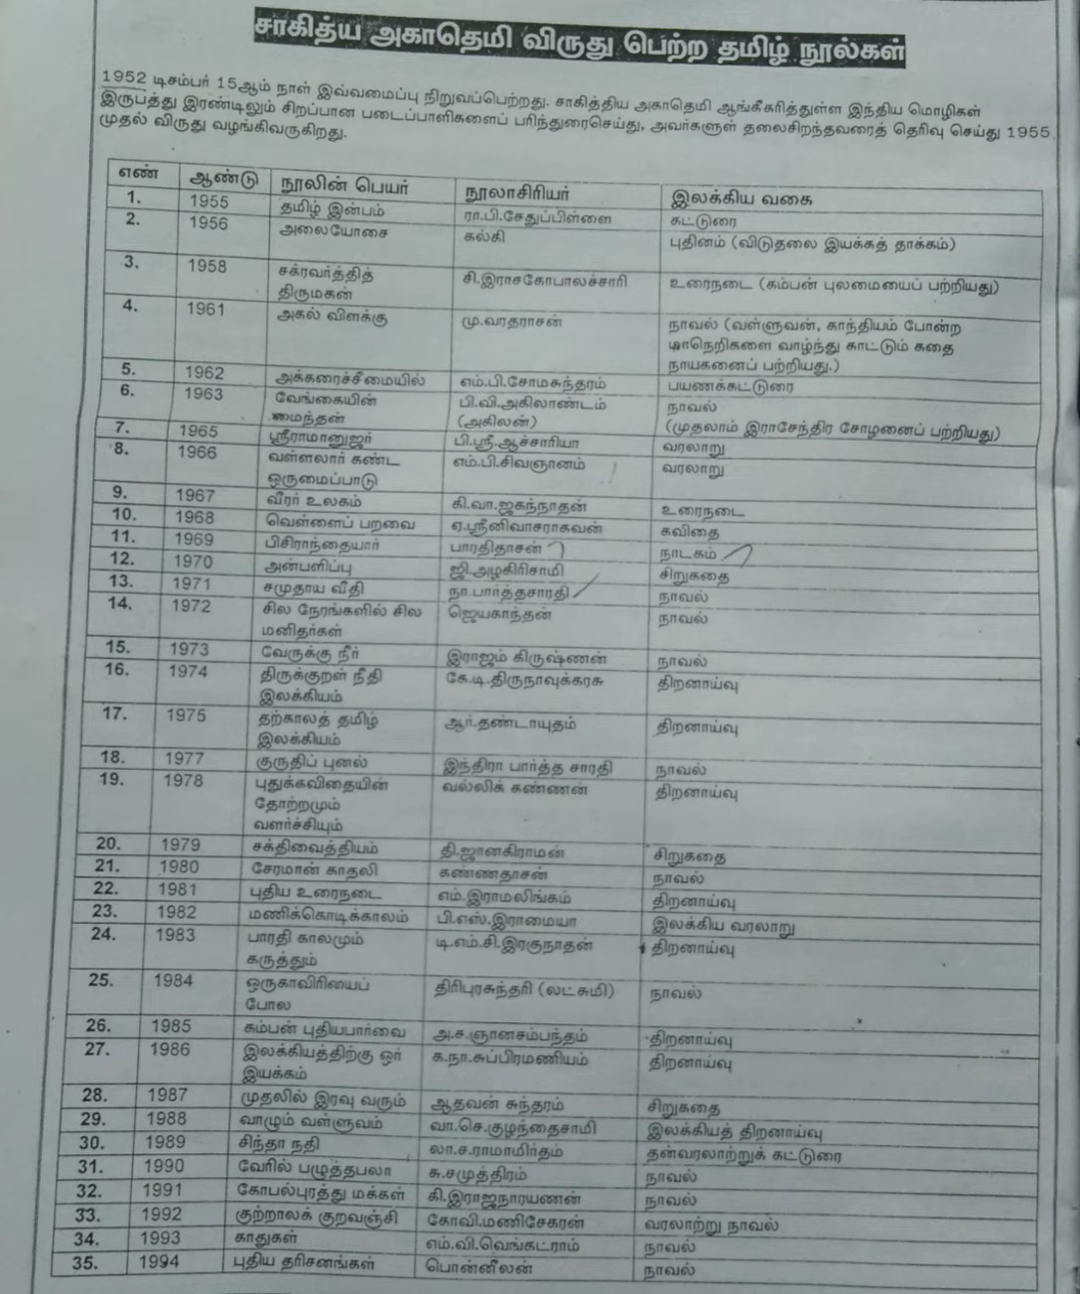 சாகித்ய அகாதெமி விருது பெற்ற தமிழ் நூல்கள்
1952 டிசம்பர் 15ஆம் நாள் இவ்வமைப்பு நிறுவப்பெற்றது. சாகித்திய அகாதெமி ஆங்கீகரித்துள்ள இந்திய மொழிகள்
இருபத்து இரண்டிலும் சிறப்பான படைப்பாளிகளைப் பரிந்துரைசெய்து, அவர்களுள் தலைசிறந்தவரைத் தெரிவு செய்து 1955
முதல் விருது வழங்கிவருகிறது.
எண் ஆண்டு நூலின் பெயர் நூலாசிரியர் இலக்கிய வகை
1. 1955 தமிழ் இன்பம் ரா.பி.சேதுப்பிள்ளை கட்டுரை
2. 1956 அலையோசை கல்கி புதினம் (விடுதலை இயக்கத் தாக்கம்)
3. 1958 சக்ரவர்த்தித் சி.இராசகோபாலச்சாரி உரைநடை (கம்பன் புலமையைப் பற்றியது)
திருமகன்
4. 1961 அகல் விளக்கு மு.வரதராசன் நாவல் (வள்ளுவன், காந்தியம் போன்ற
வாழ்ந்து காட்டும் கதை
நாயகனைப் பற்றியது.)
5. 1962 அக்கரைச்சீமையில் எம்.பி.சோமசுந்தரம் பயணக்கட்டுரை
6. 1963 வேங்கையின் பி.வி.அகிலாண்டம் நாவல்
மைந்தன் (அகிலன்) (முதலாம் இராசேந்திர சோழனைப் பற்றியது)
7. 1965 ஸ்ரீராமானுஜர் பி.ஸ்ரீ.ஆச்சாரியா வரலாறு
8. 1966 வள்ளலார் கண்ட எம்.பி.சிவஞானம் வரலாறு
ஒருமைப்பாடு
9. 1967 வீரர் உலகம் கி.வா.ஜகந்நாதன் உரைநடை
10. 1968 வெள்ளைப் பறவை ஏ.ஸ்ரீனிவாசராகவன் கவிதை
11. 1969 பிசிராந்தையார் பாரதிதாசன் நாடகம்
12. 1970 அன்பளிப்பு ஜி.அழகிரிசாமி சிறுகதை
13. 1971 சமுதாய வீதி நா.பார்த்தசாரதி நாவல்
14. 1972 சில நேரங்களில் சில ஜெயகாந்தன் நாவல்
மனிதர்கள்
15. 1973 வேருக்கு நீர் இராஜம் கிருஷ்ணன் நாவல்
16. 1974 திருக்குறள் நீதி கே.டி.திருநாவுக்கரசு திறனாய்வு
இலக்கியம்
17. 1975 தற்காலத் தமிழ் ஆர்.தண்டாயுதம் திறனாய்வு
இலக்கியம்
18. 1977 குருதிப் புனல் இந்திரா பார்த்த சாரதி நாவல்
19. 1978 புதுக்கவிதையின் வல்லிக் கண்ணன் திறனாய்வு
தோற்றமும்
வளர்ச்சியும்
20. 1979 சக்திவைத்தியம் தி.ஜானகிராமன் சிறுகதை
21. 1980 சேரமான் காதலி கண்ணதாசன் நாவல்
22. 1981 புதிய உரைநடை எம்.இராமலிங்கம் திறனாய்வு
23. 1982 மணிக்கொடிக்காலம் பி.எஸ்.இராமையா இலக்கிய வரலாறு
24. 1983 பாரதி காலமும் டி.எம்.சி.இரகுநாதன் திறனாய்வு
கருத்தும்
25. 1984 ஒருகாவிரியைப் திரிபுரசுந்தரி (லட்சுமி) நாவல்
போல
26. 1985 கம்பன் புதியபார்வை அ.ச.ஞானசம்பந்தம் திறனாய்வு
27. 1986 இலக்கியத்திற்கு ஓர் க.நா.சுப்பிரமணியம் திறனாய்வு
இயக்கம்
28. 1987 முதலில் இரவு வரும் ஆதவன் சுந்தரம் சிறுகதை
29. 1988 வாழும் வள்ளுவம் வா.செ.குழந்தைசாமி இலக்கியத் திறனாய்வு
30. 1989 சிந்தா நதி லா.ச.ராமாமிர்தம் தன்வரலாற்றுக் கட்டுரை
31. 1990 வேரில் பழுத்தபலா சு.சமுத்திரம் நாவல்
32. 1991 கோபல்புரத்து மக்கள் கி.இராஜநாராயணன் நாவல்
33. 1992 குற்றாலக் குறவஞ்சி கோவி.மணிசேகரன் வரலாற்று நாவல்
34. 1993 காதுகள் எம்.வி.வெங்கட்ராம் நாவல்
35. 1994 புதிய தரிசனங்கள் பொன்னீலன் நாவல்